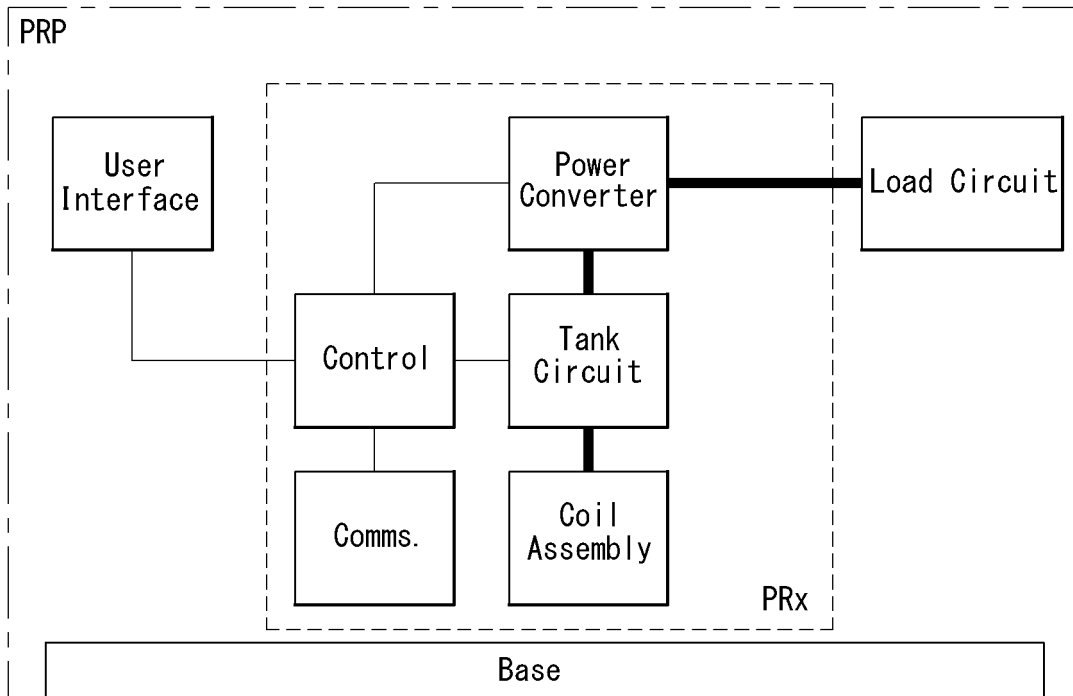 PRP
User
Interface
Power
Converter
Load Circuit
Control
Tank
Circuit
Comms.
Coil
Assembly
PRx
Base